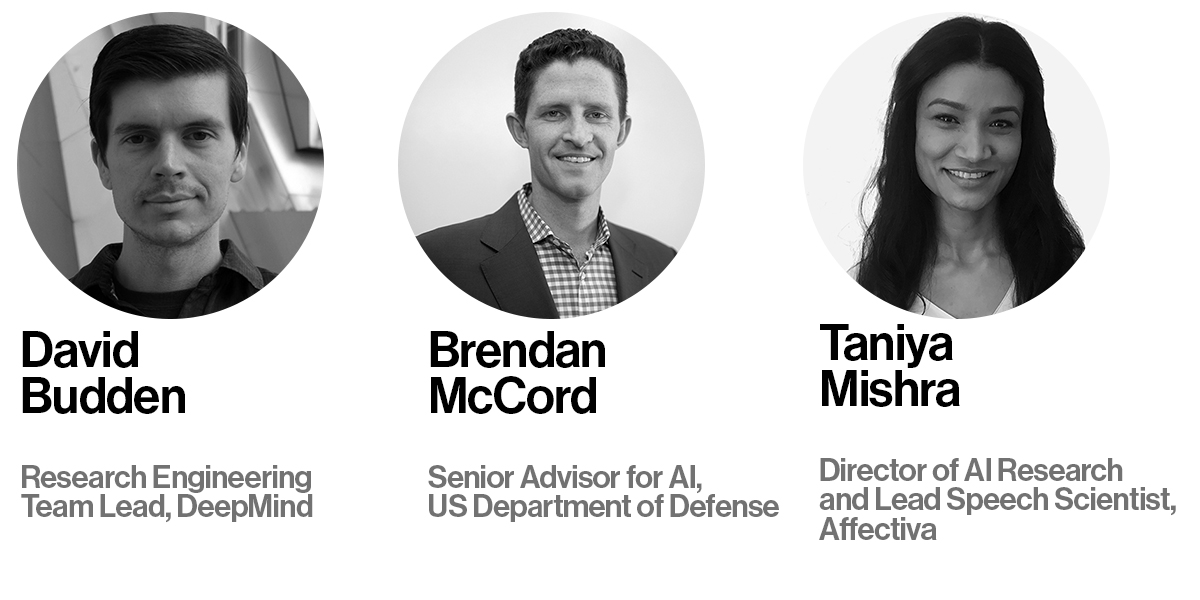 David
Budden
Research Engineering
Team Lead, DeepMind
Brendan
McCord
Senior Advisor for AI,
US Department of Defense
Taniya
Mishra
Director of AI Research
and Lead Speech Scientist,
Affectiva